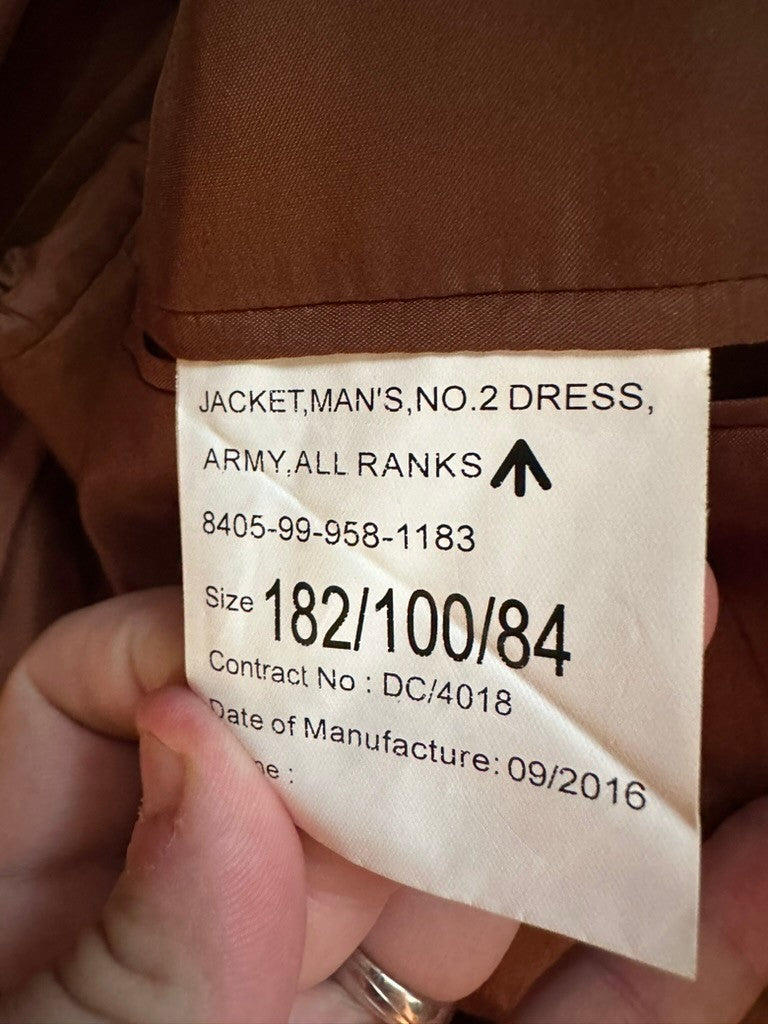 JACKET,MAN'S,NO.2 DRESS,
ARMY,ALL RANKS
8405-99-958-1183
Size 182/100/84
Contract No : DC/4018
Date of Manufacture: 09/2016